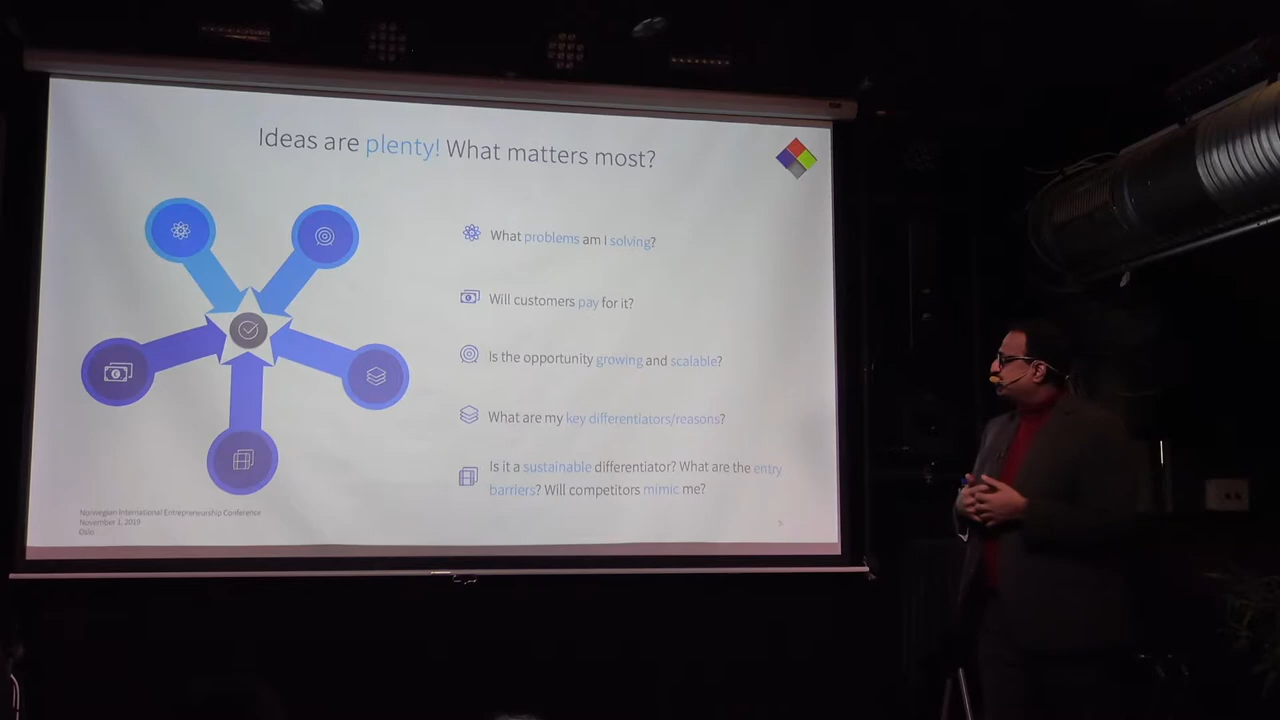 Ideas are plenty! What matters most?
What problems am I solving?
Will customers pay for it?
Is the opportunity growing and scalable?
What are my key differentiators/reasons?
Is it a sustainable differentiator? What are the entry
barriers? Will competitors mimic me?
Norwegian International Entrepreneurship Conference
November 1, 2019
Oslo